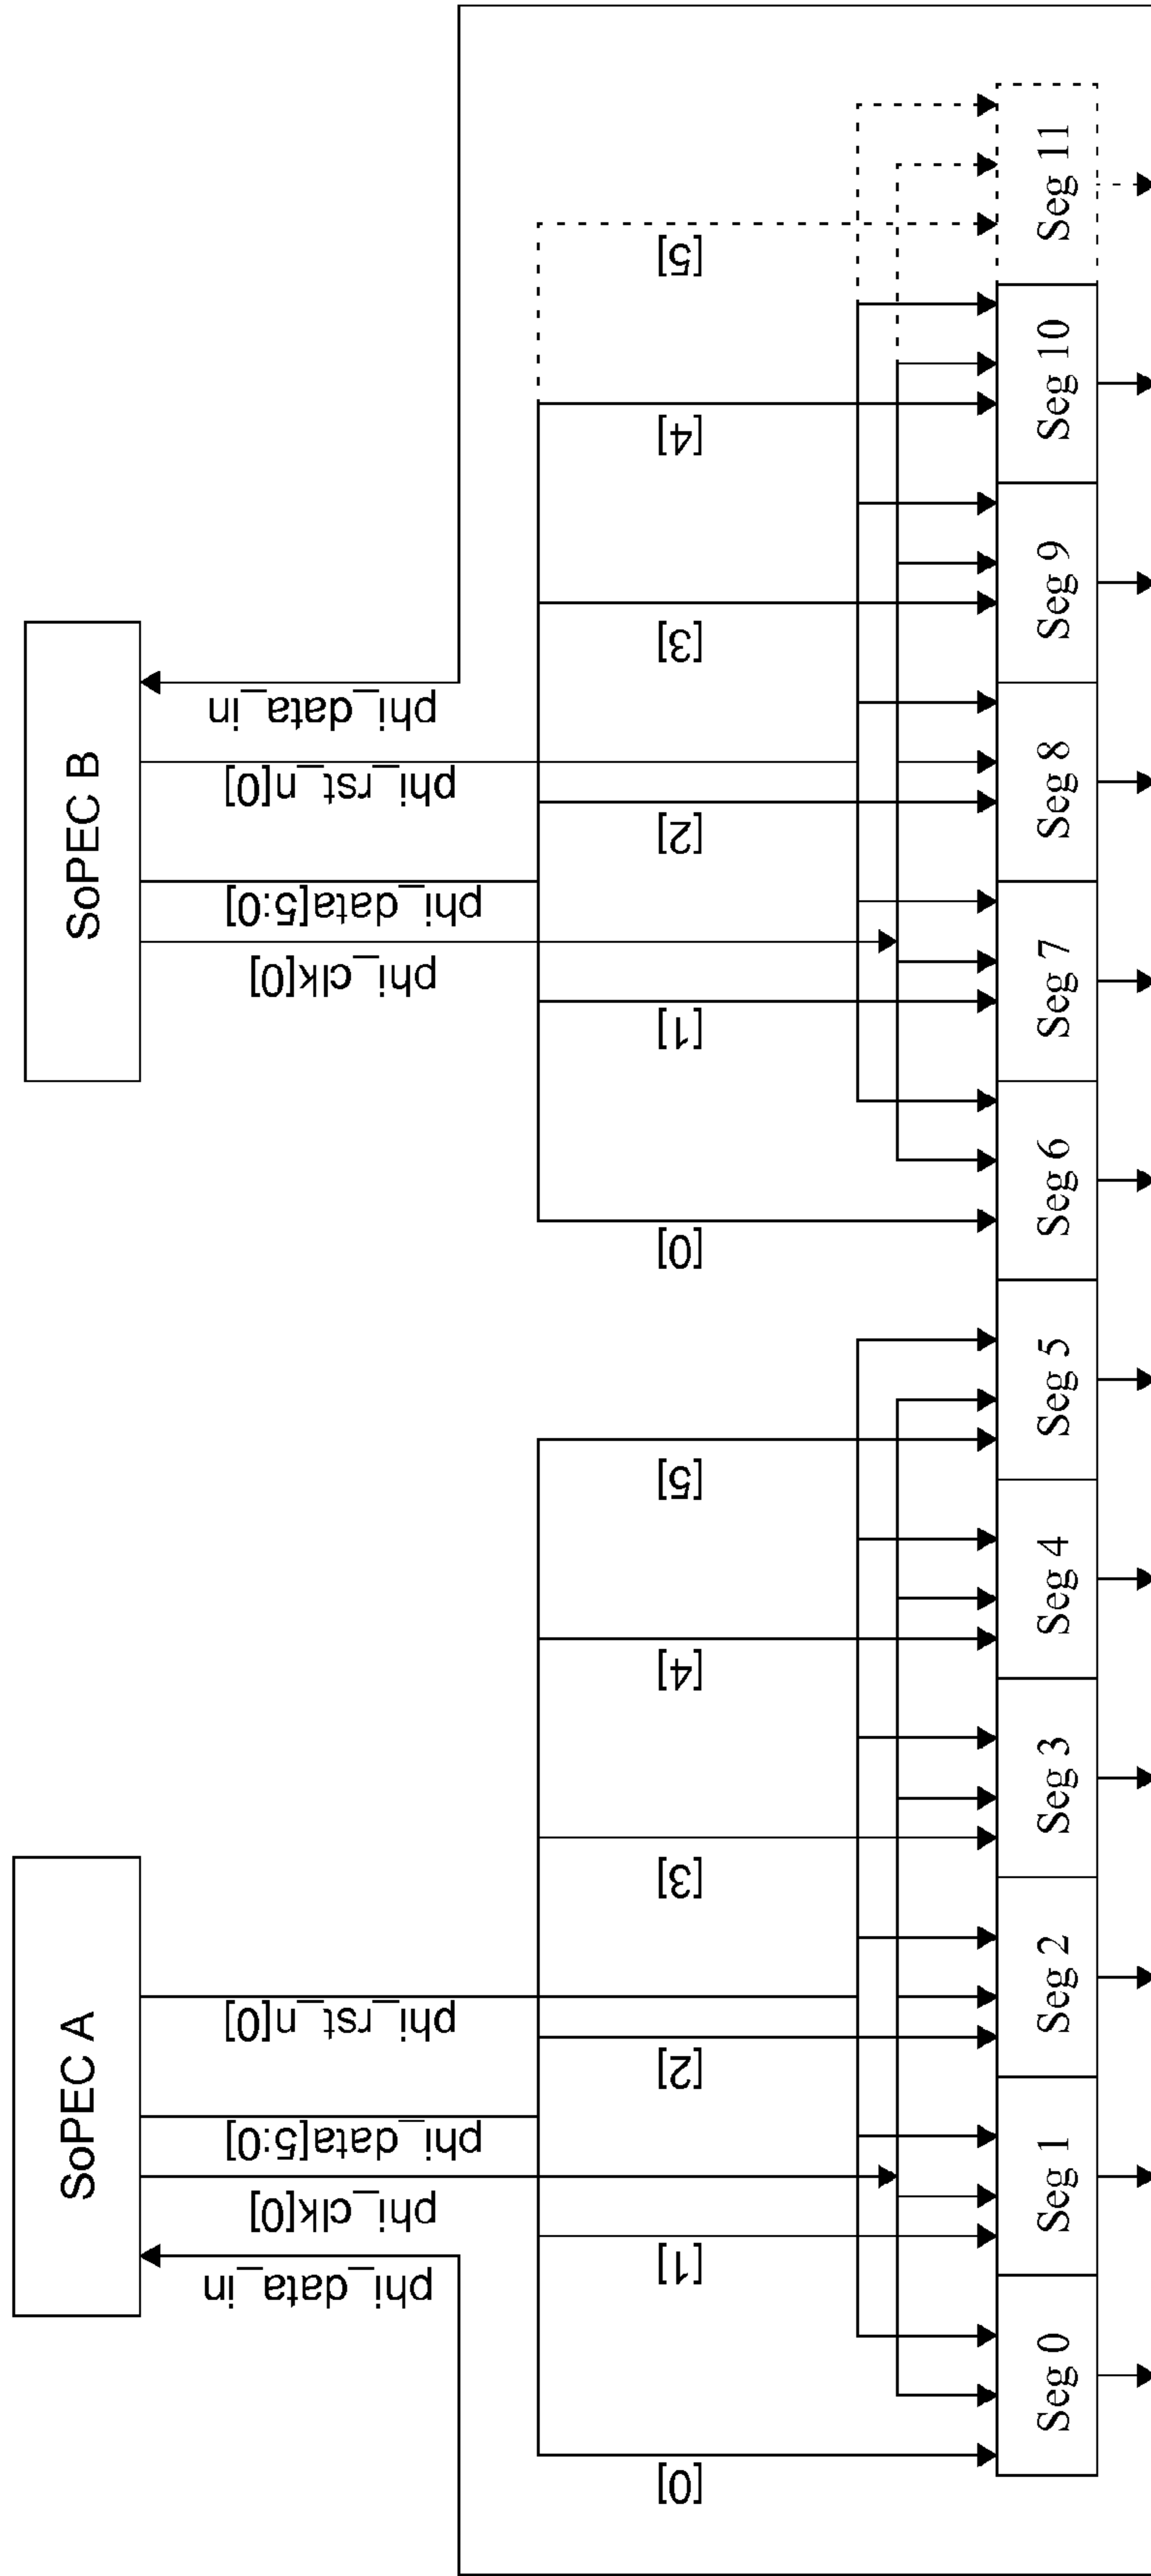 SoPEC A
SoPEC B
phi_data_in
phi_clk[0]
phi_data[5:0]
phi_rst_n[0]
phi_clk[0]
phi_data[5:0]
phi_rst_n[0]
phi_data_in
[0]
[1]
[2]
[3]
[4]
[5]
[0]
[1]
[2]
[3]
[4]
[5]
Seg 0
Seg 1
Seg 2
Seg 3
Seg 4
Seg 5
Seg 6
Seg 7
Seg 8
Seg 9
Seg 10
Seg 11